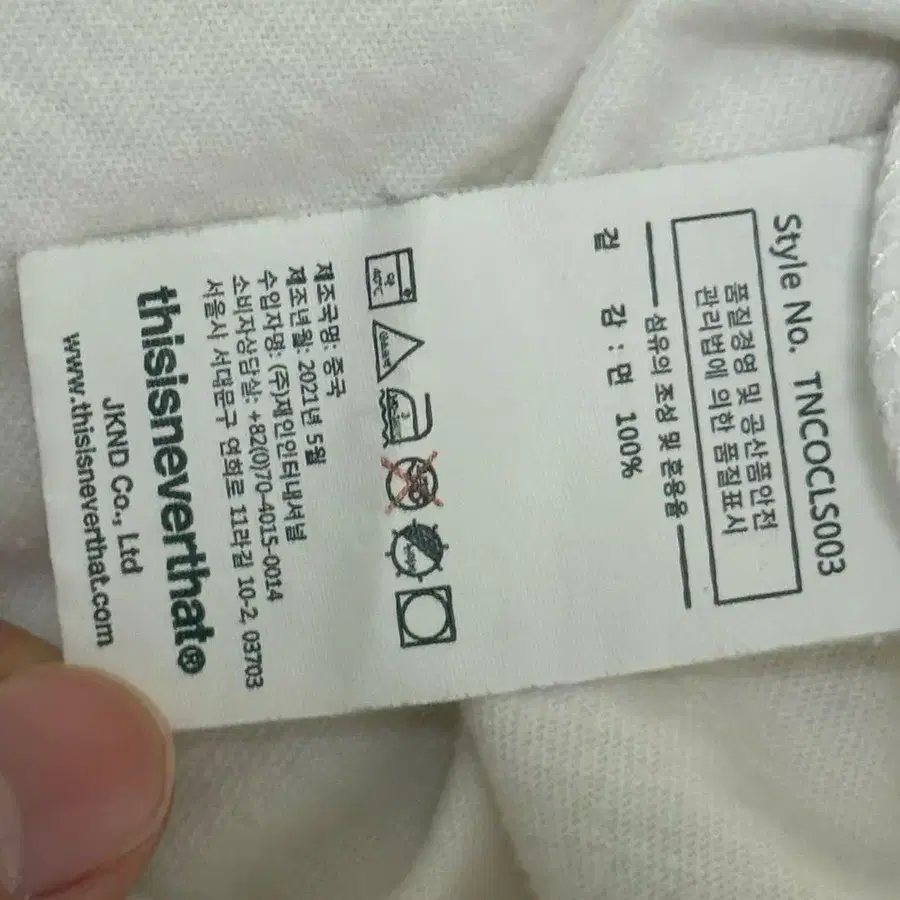 Style No. TNCOCLS003
품질경영 및 공산품안전
관리법에 의한 품질표시
섬유의 조성 및 혼용율
겉 감 : 면 100%
약
40℃
제조국명: 중국
제조년월: 2021년 5월
수입자명: (주)재인인터내셔널
소비자상담실: +82(0)70-4015-0014
서울시 서대문구 연희로 11라길 10-2, 03703
thisisneverthat®
JKND Co., Ltd
www.thisisneverthat.com